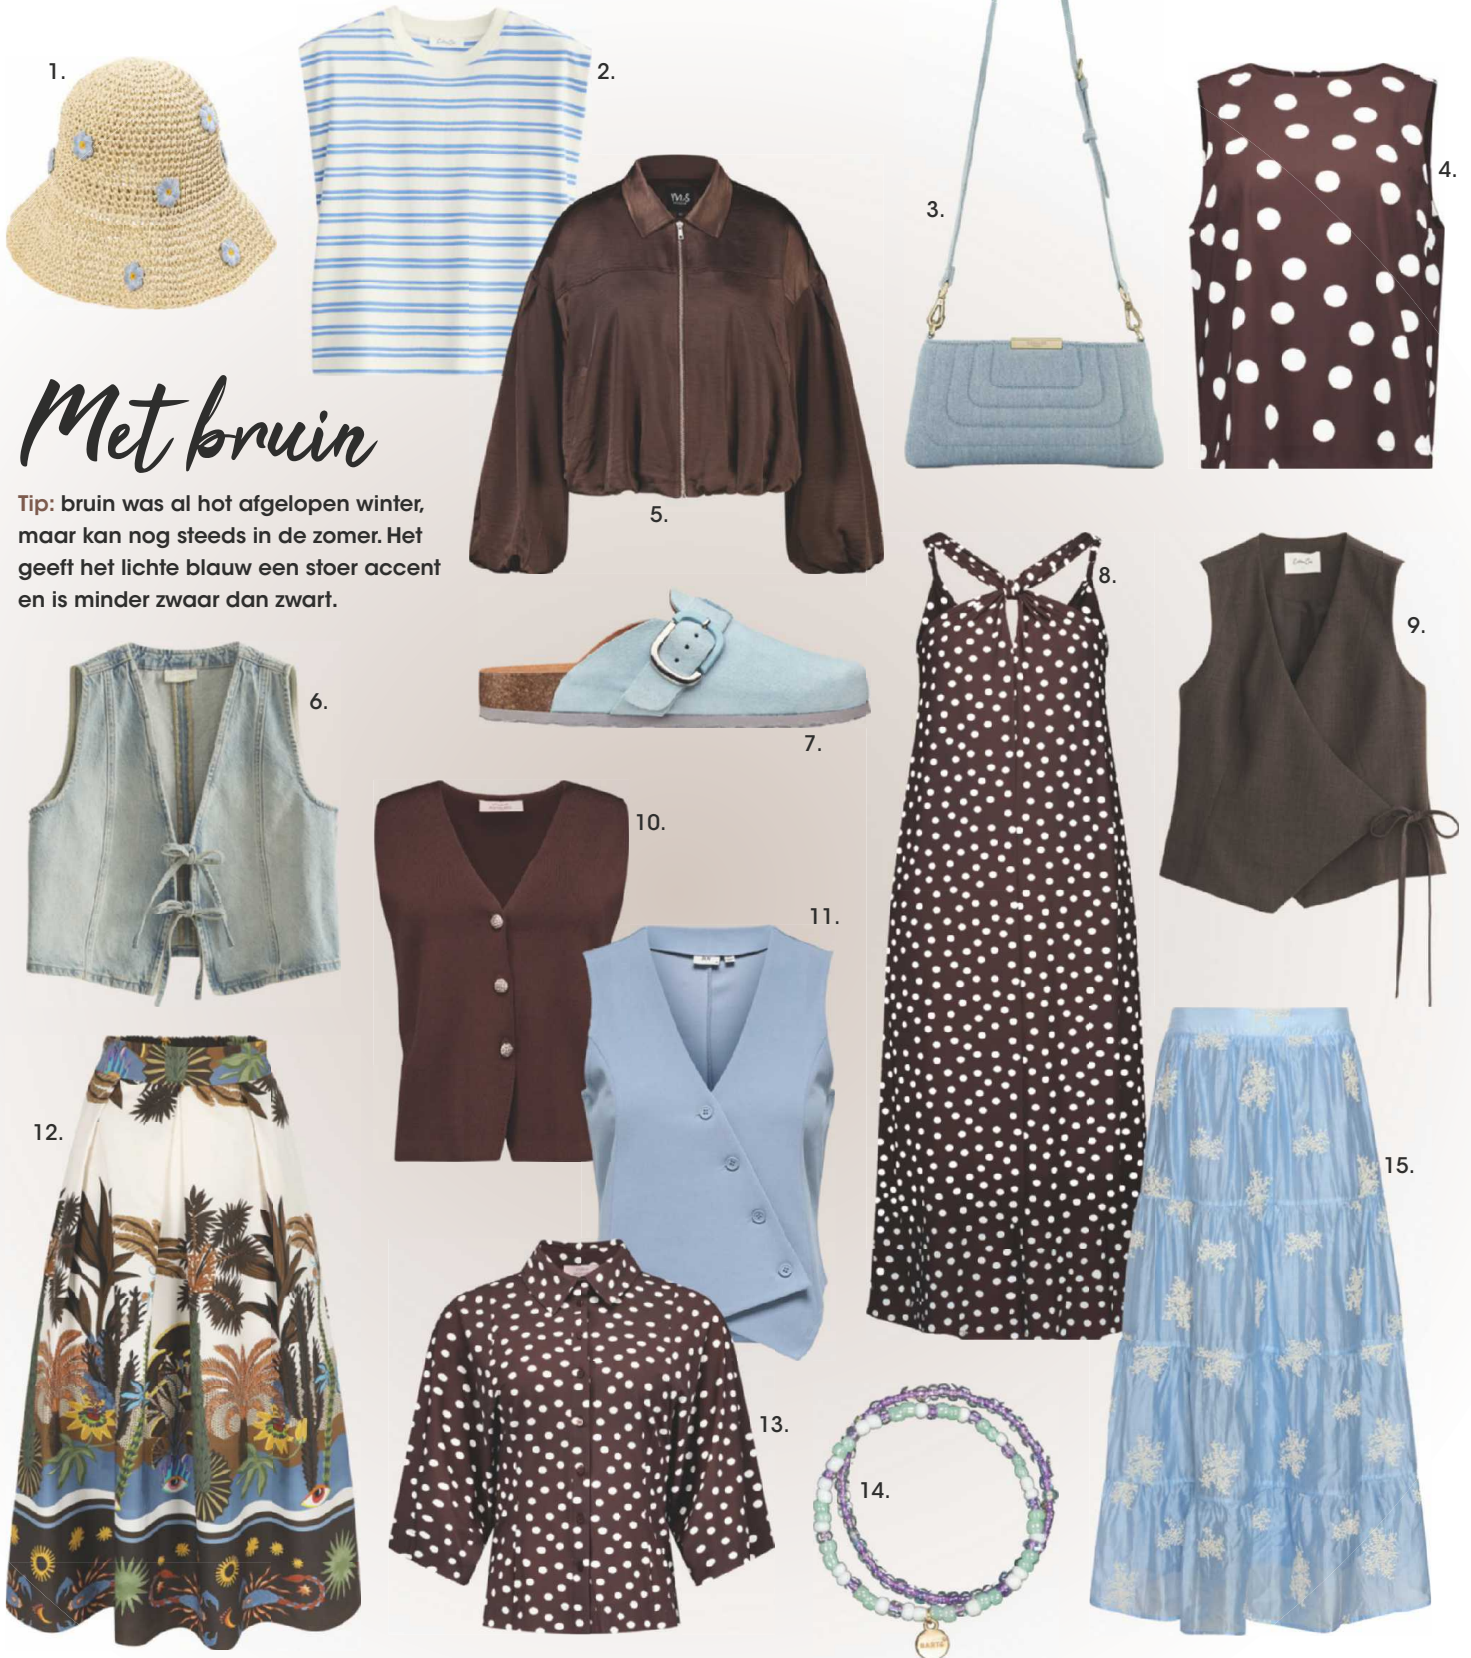 1.
2.
3.
4.
M.S
Met bruin
Tip: bruin was al hot afgelopen winter,
maar kan nog steeds in de zomer. Het
geeft het lichte blauw een stoer accent
en is minder zwaar dan zwart.
5.
6.
7.
8.
9.
10.
11.
12.
13.
14.
15.